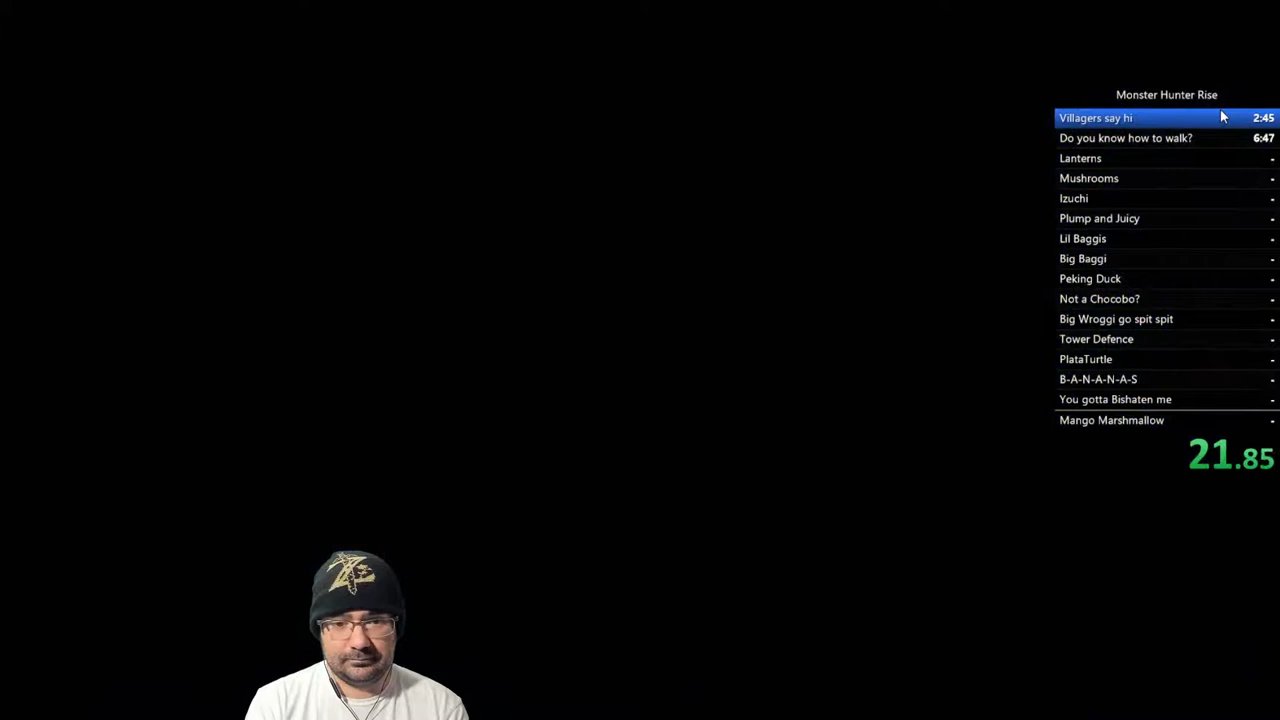 Monster Hunter Rise
Villagers say hi 2:45
Do you know how to walk? 6:47
Lanterns -
Mushrooms -
Izuchi -
Plump and Juicy -
Lil Baggis -
Big Baggi -
Peking Duck -
Not a Chocobo? -
Big Wroggi go spit spit -
Tower Defence -
PlataTurtle -
B-A-N-A-N-A-S -
You gotta Bishaten me -
Mango Marshmallow -
21.85
Z